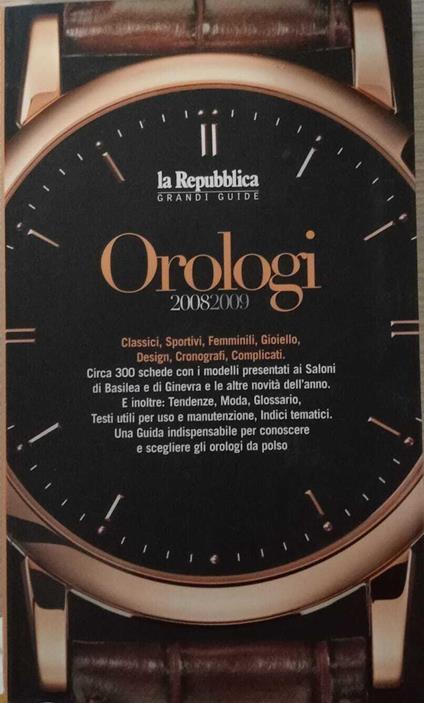 la Repubblica
GRANDI GUIDE
Orologi
20082009
Classici, Sportivi, Femminili, Gioiello,
Design, Cronografi, Complicati.
Circa 300 schede con i modelli presentati ai Saloni
di Basilea e di Ginevra e le altre novità dell'anno.
E inoltre: Tendenze, Moda, Glossario,
Testi utili per uso e manutenzione, Indici tematici.
Una Guida indispensabile per conoscere
e scegliere gli orologi da polso